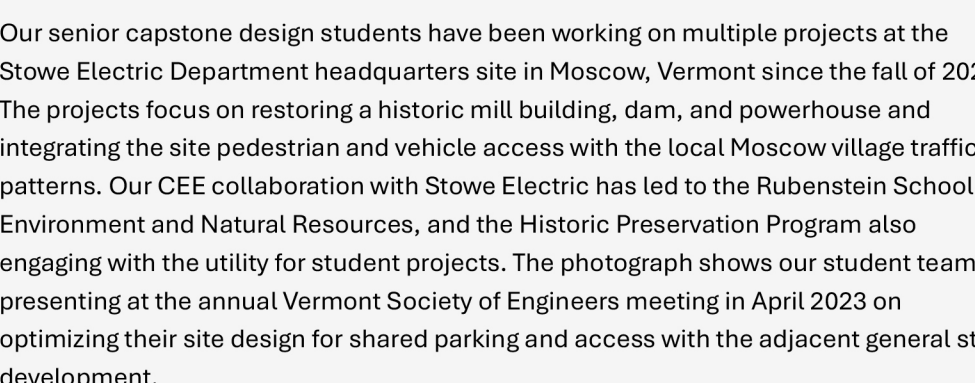 Our senior capstone design students have been working on multiple projects at the
Stowe Electric Department headquarters site in Moscow, Vermont since the fall of
The projects focus on restoring a historic mill building, dam, and powerhouse and
integrating the site pedestrian and vehicle access with the local Moscow village traffic
patterns. Our CEE collaboration with Stowe Electric has led to the Rubenstein School
Environment and Natural Resources, and the Historic Preservation Program also
engaging with the utility for student projects. The photograph shows our student team
presenting at the annual Vermont Society of Engineers meeting in April 2023 on
optimizing their site design for shared parking and access with the adjacent general
development.